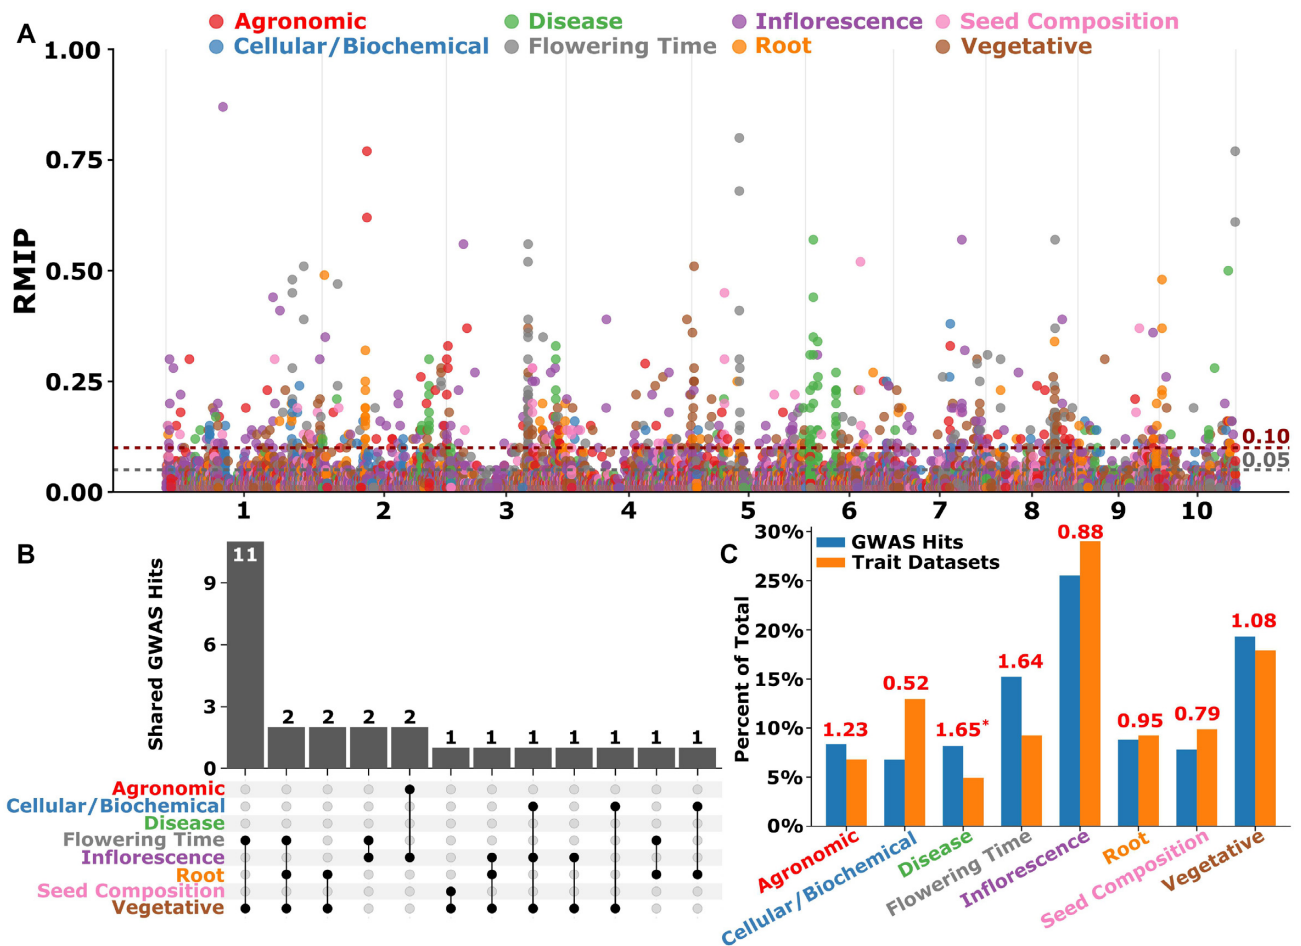 A
Agronomic Disease Inflorescence Seed Composition
Cellular/Biochemical Flowering Time Root Vegetative
1.00
0.75
0.50
0.25
0.00
RMIP
0.10
0.05
1 2 3 4 5 6 7 8 9 10
B
Shared GWAS Hits
9
6
3
0
11 2 2 2 2 1 1 1 1 1 1 1
Agronomic
Cellular/Biochemical
Disease
Flowering Time
Inflorescence
Root
Seed Composition
Vegetative
C
GWAS Hits
Trait Datasets
Percent of Total
30%
25%
20%
15%
10%
5%
0%
1.23 0.52 1.65* 1.64 0.88 0.95 0.79 1.08
Agronomic
Cellular/Biochemical
Disease
Flowering Time
Inflorescence
Root
Seed Composition
Vegetative